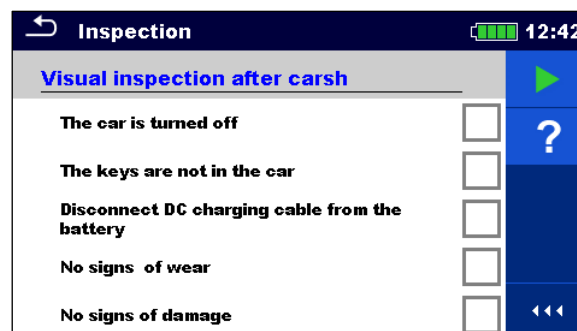 Inspection 12:42
Visual inspection after carsh
The car is turned off
?
The keys are not in the car
Disconnect DC charging cable from the
battery
No signs of wear
No signs of damage